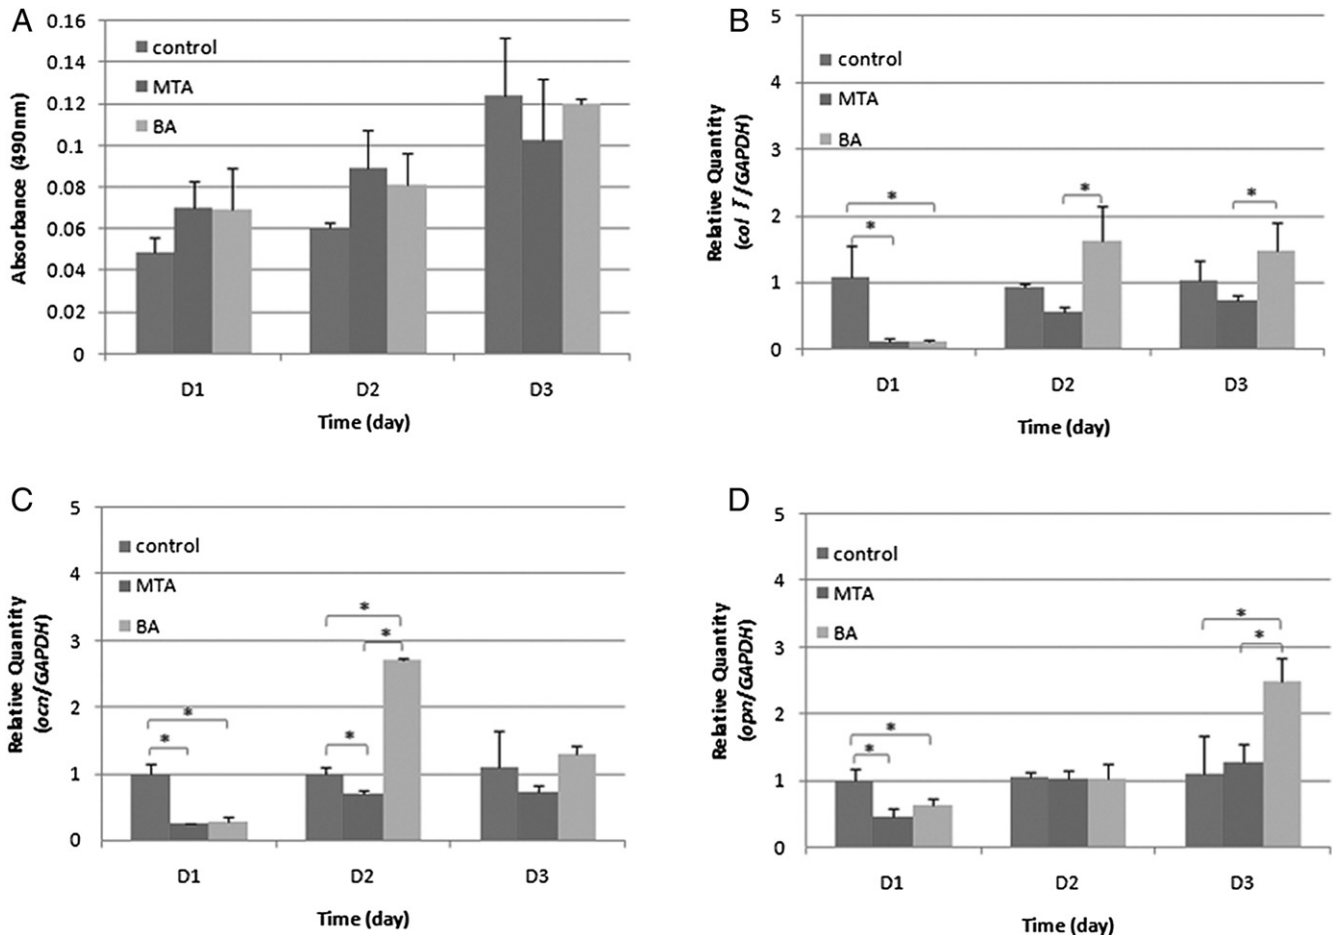 A
Absorbance (490nm)
0.16
0.14
0.12
0.1
0.08
0.06
0.04
0.02
0
control
MTA
BA
D1 D2 D3
Time (day)
B
Relative Quantity
(col I / GAPDH)
5
4
3
2
1
0
control
MTA
BA
*
*
*
*
D1 D2 D3
Time (day)
C
Relative Quantity
(ocn/GAPDH)
5
4
3
2
1
0
control
MTA
BA
*
*
*
*
*
D1 D2 D3
Time (day)
D
Relative Quantity
(opn/GAPDH)
5
4
3
2
1
0
control
MTA
BA
*
*
*
*
D1 D2 D3
Time (day)